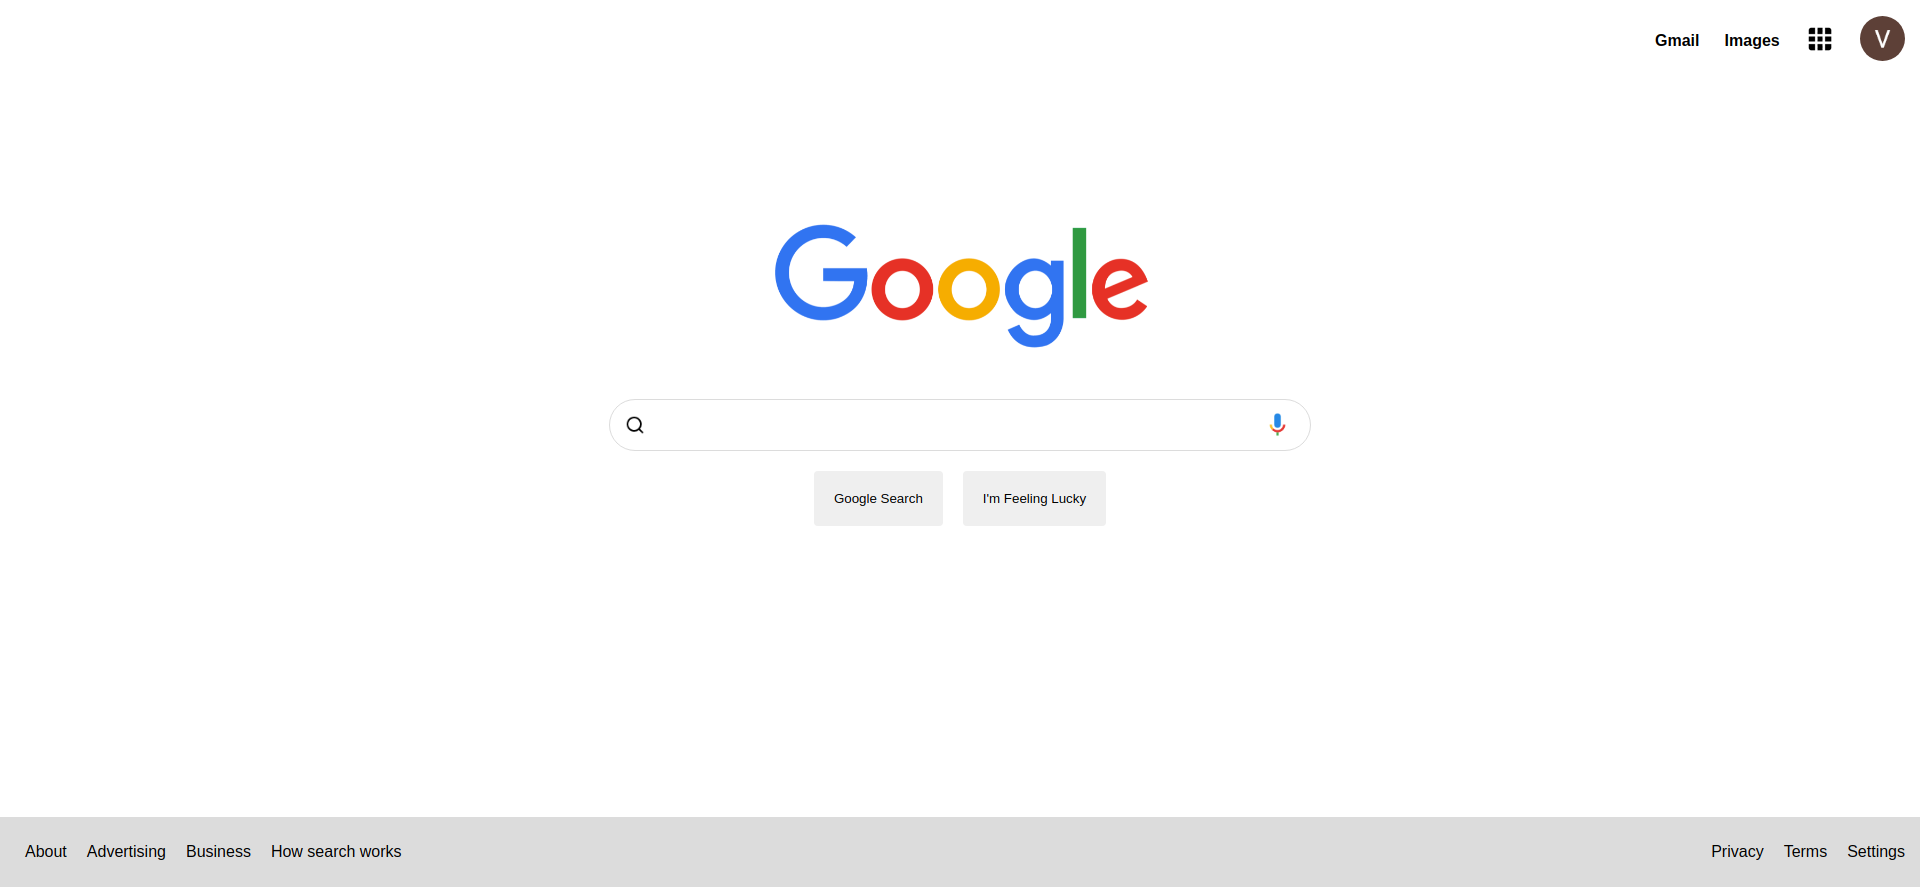 Gmail Images V
Google
Google Search I'm Feeling Lucky
About Advertising Business How search works Privacy Terms Settings